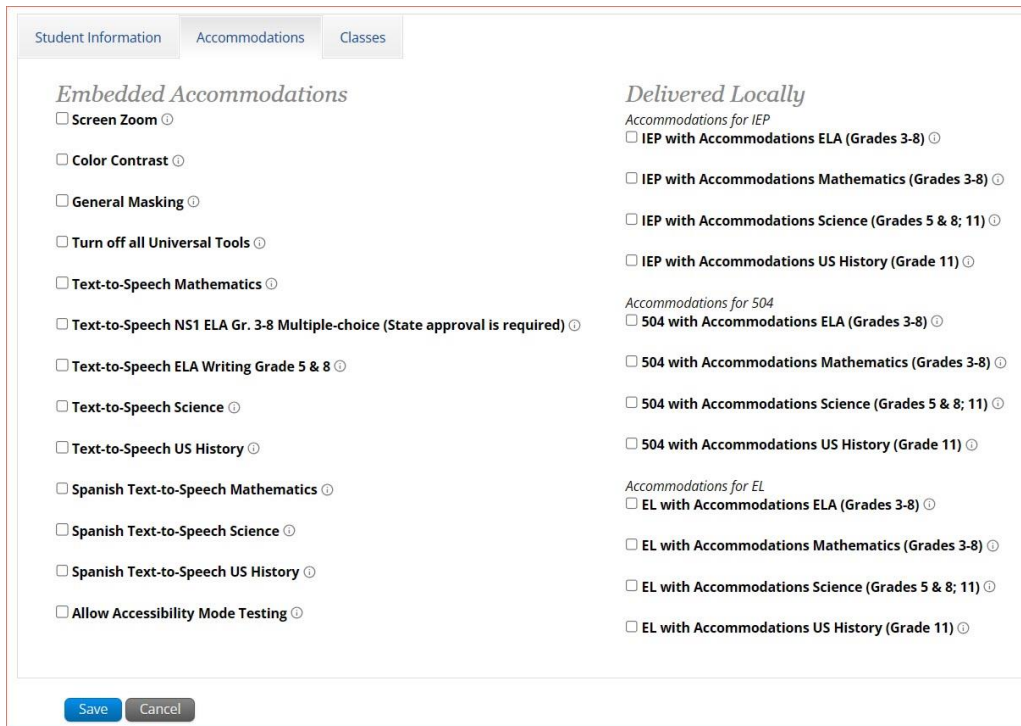 Student Information
Accommodations
Classes
Embedded Accommodations
Screen Zoom
Color Contrast
General Masking
Turn off all Universal Tools
Text-to-Speech Mathematics
Text-to-Speech NS1 ELA Gr. 3-8 Multiple-choice (State approval is required)
Text-to-Speech ELA Writing Grade 5 & 8
Text-to-Speech Science
Text-to-Speech US History
Spanish Text-to-Speech Mathematics
Spanish Text-to-Speech Science
Spanish Text-to-Speech US History
Allow Accessibility Mode Testing
Delivered Locally
Accommodations for IEP
IEP with Accommodations ELA (Grades 3-8)
IEP with Accommodations Mathematics (Grades 3-8)
IEP with Accommodations Science (Grades 5 & 8; 11)
IEP with Accommodations US History (Grade 11)
Accommodations for 504
504 with Accommodations ELA (Grades 3-8)
504 with Accommodations Mathematics (Grades 3-8)
504 with Accommodations Science (Grades 5 & 8; 11)
504 with Accommodations US History (Grade 11)
Accommodations for EL
EL with Accommodations ELA (Grades 3-8)
EL with Accommodations Mathematics (Grades 3-8)
EL with Accommodations Science (Grades 5 & 8; 11)
EL with Accommodations US History (Grade 11)
Save
Cancel